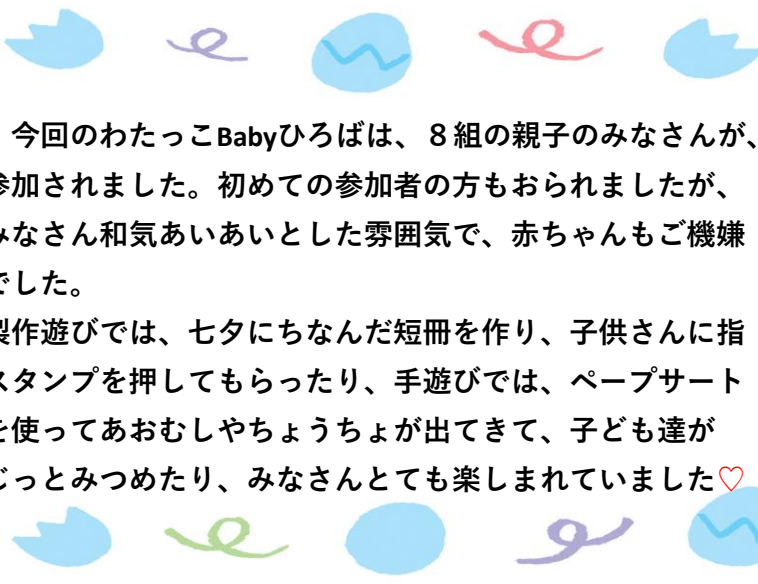 今回のわたっこBabyひろばは、８組の親子のみなさんが、
参加されました。初めての参加者の方もおられましたが、
みなさん和気あいあいとした雰囲気で、赤ちゃんもご機嫌
でした。
製作遊びでは、七夕にちなんだ短冊を作り、子供さんに指
スタンプを押してもらったり、手遊びでは、ペープサート
を使ってあおむしやちょうちょが出てきて、子ども達が
じっとみつめたり、みなさんとても楽しまれていました♡